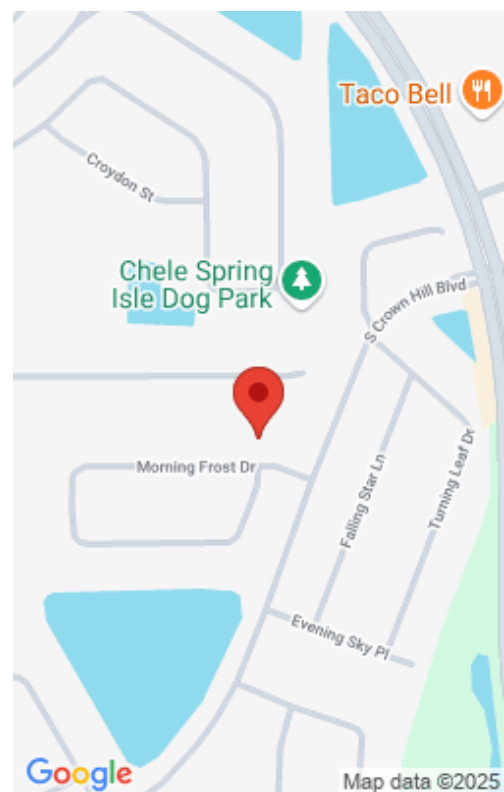 Taco Bell
Croydon St
Chele Spring
Isle Dog Park
S Crown Hill Blvd
Morning Frost Dr
Falling Star Ln
Turning Leaf Dr
Evening Sky Pl
Google
Map data ©2025